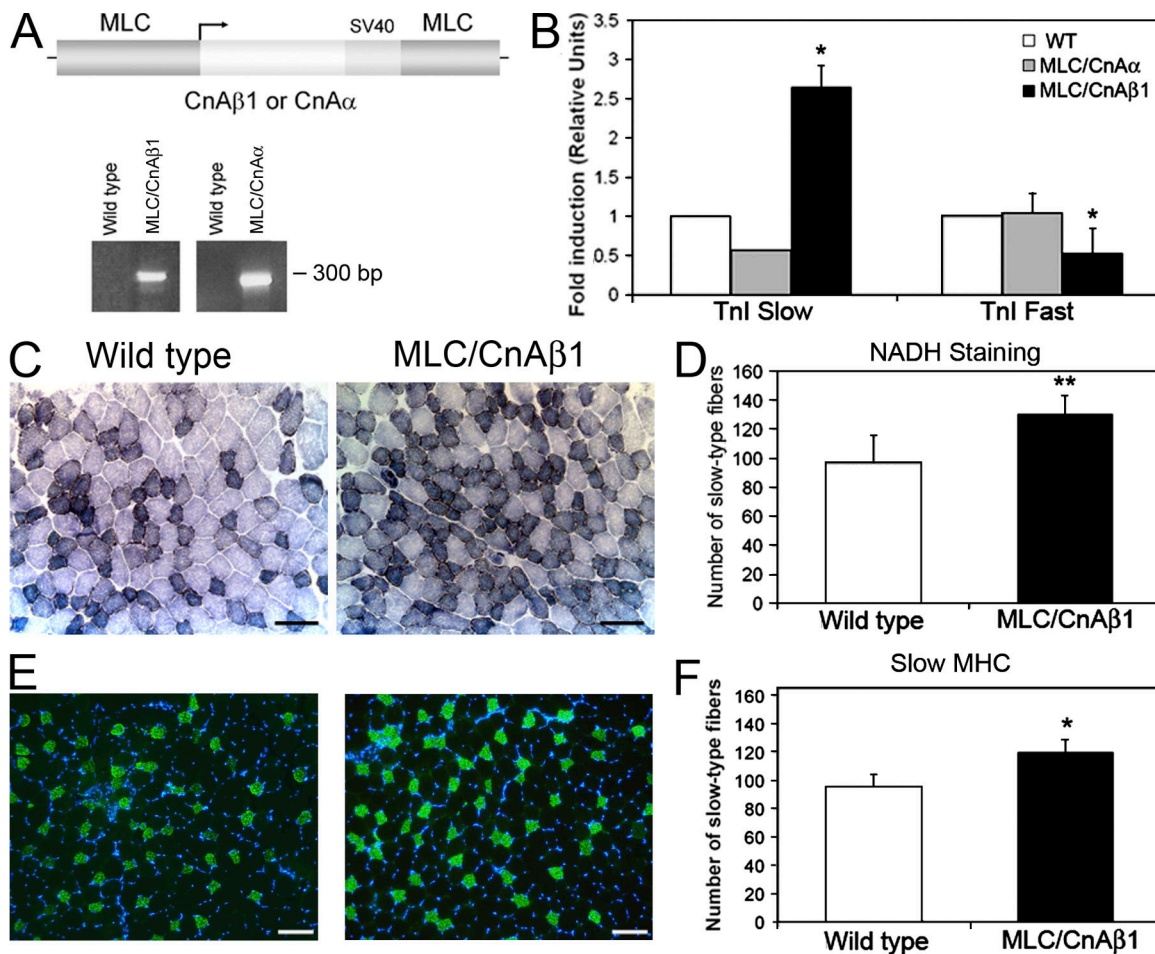 A
MLC
SV40
MLC
CnAβ1 or CnAα
Wild type
MLC/CnAβ1
Wild type
MLC/CnAα
– 300 bp
B
Fold induction (Relative Units)
3.5
3
2.5
2
1.5
1
0.5
0
*
*
WT
MLC/CnAα
MLC/CnAβ1
TnI Slow
TnI Fast
C
Wild type
MLC/CnAβ1
D
NADH Staining
Number of slow-type fibers
160
140
120
100
80
60
40
20
0
**
Wild type
MLC/CnAβ1
E
F
Slow MHC
Number of slow-type fibers
160
140
120
100
80
60
40
20
0
*
Wild type
MLC/CnAβ1